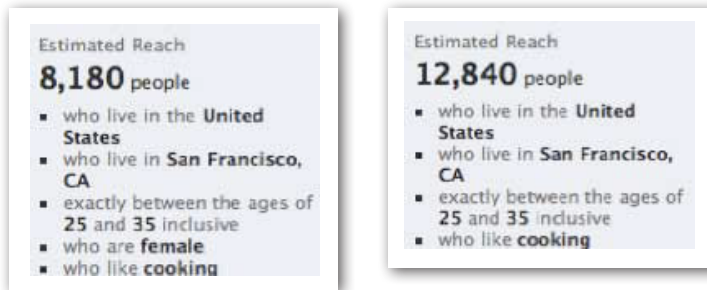 Estimated Reach
8,180 people
▪ who live in the United
States
▪ who live in San Francisco,
CA
▪ exactly between the ages of
25 and 35 inclusive
▪ who are female
▪ who like cooking
Estimated Reach
12,840 people
▪ who live in the United
States
▪ who live in San Francisco,
CA
▪ exactly between the ages of
25 and 35 inclusive
▪ who like cooking